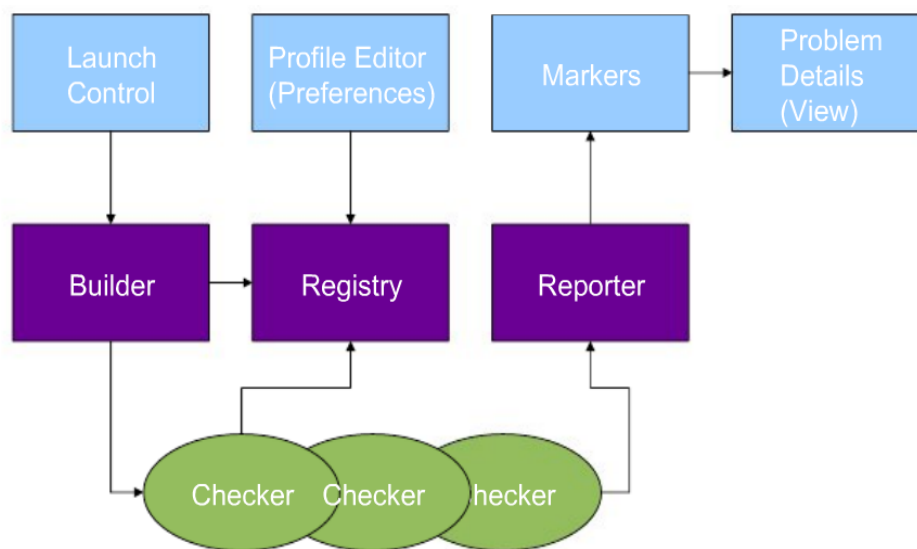 Launch
Control
Profile Editor
(Preferences)
Markers
Problem
Details
(View)
Builder
Registry
Reporter
Checker
Checker
hecker